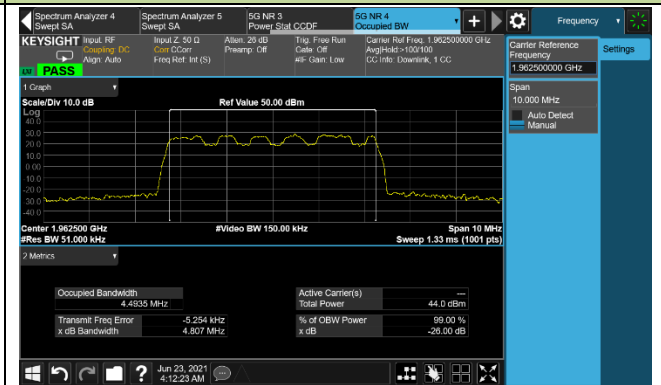 Spectrum Analyzer 4
Swept SA
Spectrum Analyzer 5
Swept SA
5G NR 3
Power Stat CCDF
5G NR 4
Occupied BW
Frequency
KEYSIGHT
Input: RF
Coupling: DC
Align: Auto
Input Z: 50 Ω
Corr CCorr
Freq Ref: Int (S)
Atten: 26 dB
Preamp: Off
Trig: Free Run
Gate: Off
#IF Gain: Low
Carrier Ref Freq: 1.962500000 GHz
Avg|Hold:>100/100
CC Info: Downlink, 1 CC
PASS
Carrier Reference
Frequency
1.962500000 GHz
Settings
Span
10.000 MHz
Auto Detect
Manual
1 Graph
Scale/Div 10.0 dB
Ref Value 50.00 dBm
Log
40.0
30.0
20.0
10.0
0.00
-10.0
-20.0
-30.0
-40.0
Center 1.962500 GHz
#Video BW 150.00 kHz
Span 10 MHz
#Res BW 51.000 kHz
Sweep 1.33 ms (1001 pts)
2 Metrics
Occupied Bandwidth
4.4935 MHz
Active Carrier(s)
---
Total Power
44.0 dBm
Transmit Freq Error
-5.254 kHz
% of OBW Power
99.00 %
x dB Bandwidth
4.807 MHz
x dB
-26.00 dB
?
Jun 23, 2021
4:12:23 AM